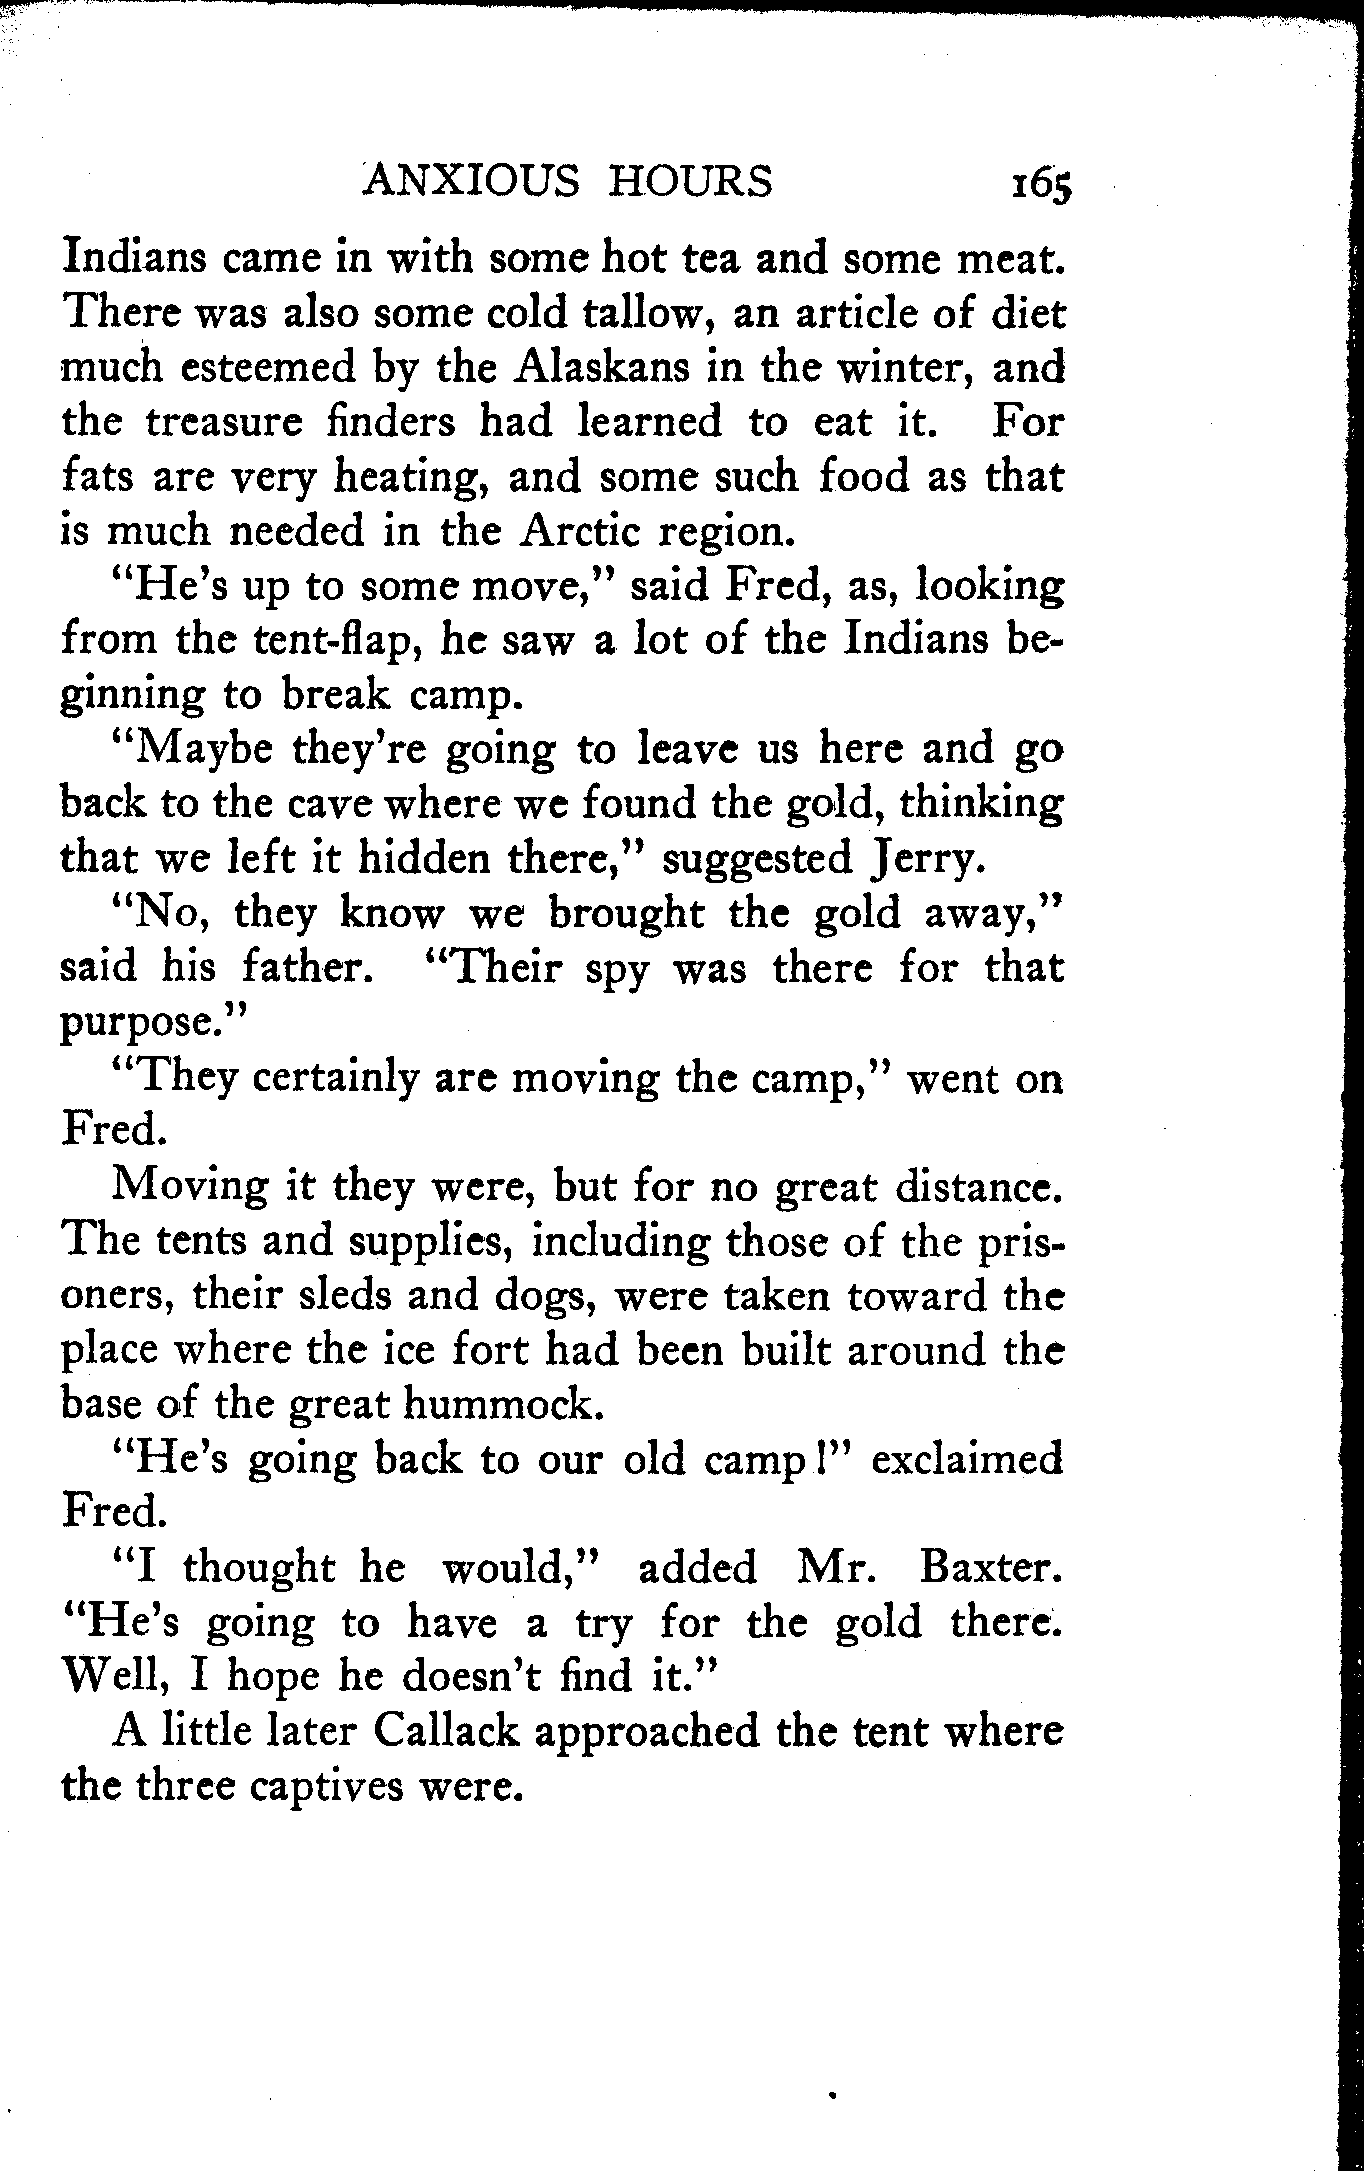 ANXIOUS HOURS 165
Indians came in with some hot tea and some meat.
There was also some cold tallow, an article of diet
much esteemed by the Alaskans in the winter, and
the treasure finders had learned to eat it. For
fats are very heating, and some such food as that
is much needed in the Arctic region.
"He's up to some move," said Fred, as, looking
from the tent-flap, he saw a lot of the Indians be-
ginning to break camp.
"Maybe they're going to leave us here and go
back to the cave where we found the gold, thinking
that we left it hidden there," suggested Jerry.
"No, they know we brought the gold away,"
said his father. "Their spy was there for that
purpose."
"They certainly are moving the camp," went on
Fred.
Moving it they were, but for no great distance.
The tents and supplies, including those of the pris-
oners, their sleds and dogs, were taken toward the
place where the ice fort had been built around the
base of the great hummock.
"He's going back to our old camp!" exclaimed
Fred.
"I thought he would," added Mr. Baxter.
"He's going to have a try for the gold there.
Well, I hope he doesn't find it."
A little later Callack approached the tent where
the three captives were.